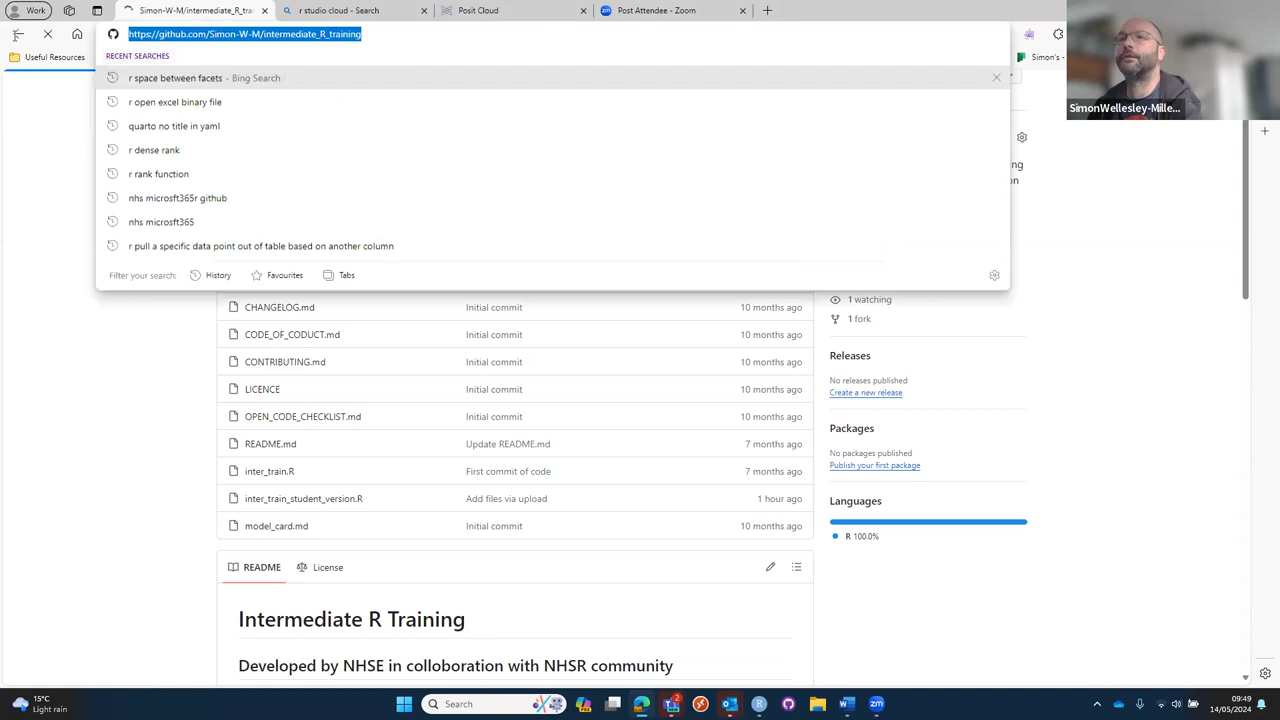 Work
Simon-W-M/intermediate_R_tra
r studio cloud - Search
Posit Cloud
Post Attendee - Zoom
https://github.com/Simon-W-M/intermediate_R_training
Useful Resources
Simon's
RECENT SEARCHES
r space between facets - Bing Search
r open excel binary file
quarto no title in yaml
r dense rank
r rank function
nhs microsft365r github
nhs microsft365
r pull a specific data point out of table based on another column
Filter your search:
History
Favourites
Tabs
SimonWellesley-Mille...
ing
on
CHANGELOG.md Initial commit 10 months ago
CODE_OF_CODUCT.md Initial commit 10 months ago
CONTRIBUTING.md Initial commit 10 months ago
LICENCE Initial commit 10 months ago
OPEN_CODE_CHECKLIST.md Initial commit 10 months ago
README.md Update README.md 7 months ago
inter_train.R First commit of code 7 months ago
inter_train_student_version.R Add files via upload 1 hour ago
model_card.md Initial commit 10 months ago
1 watching
1 fork
Releases
No releases published
Create a new release
Packages
No packages published
Publish your first package
Languages
R 100.0%
README
License
Intermediate R Training
Developed by NHSE in colloboration with NHSR community
15°C
Light rain
Search
2
09:49
14/05/2024